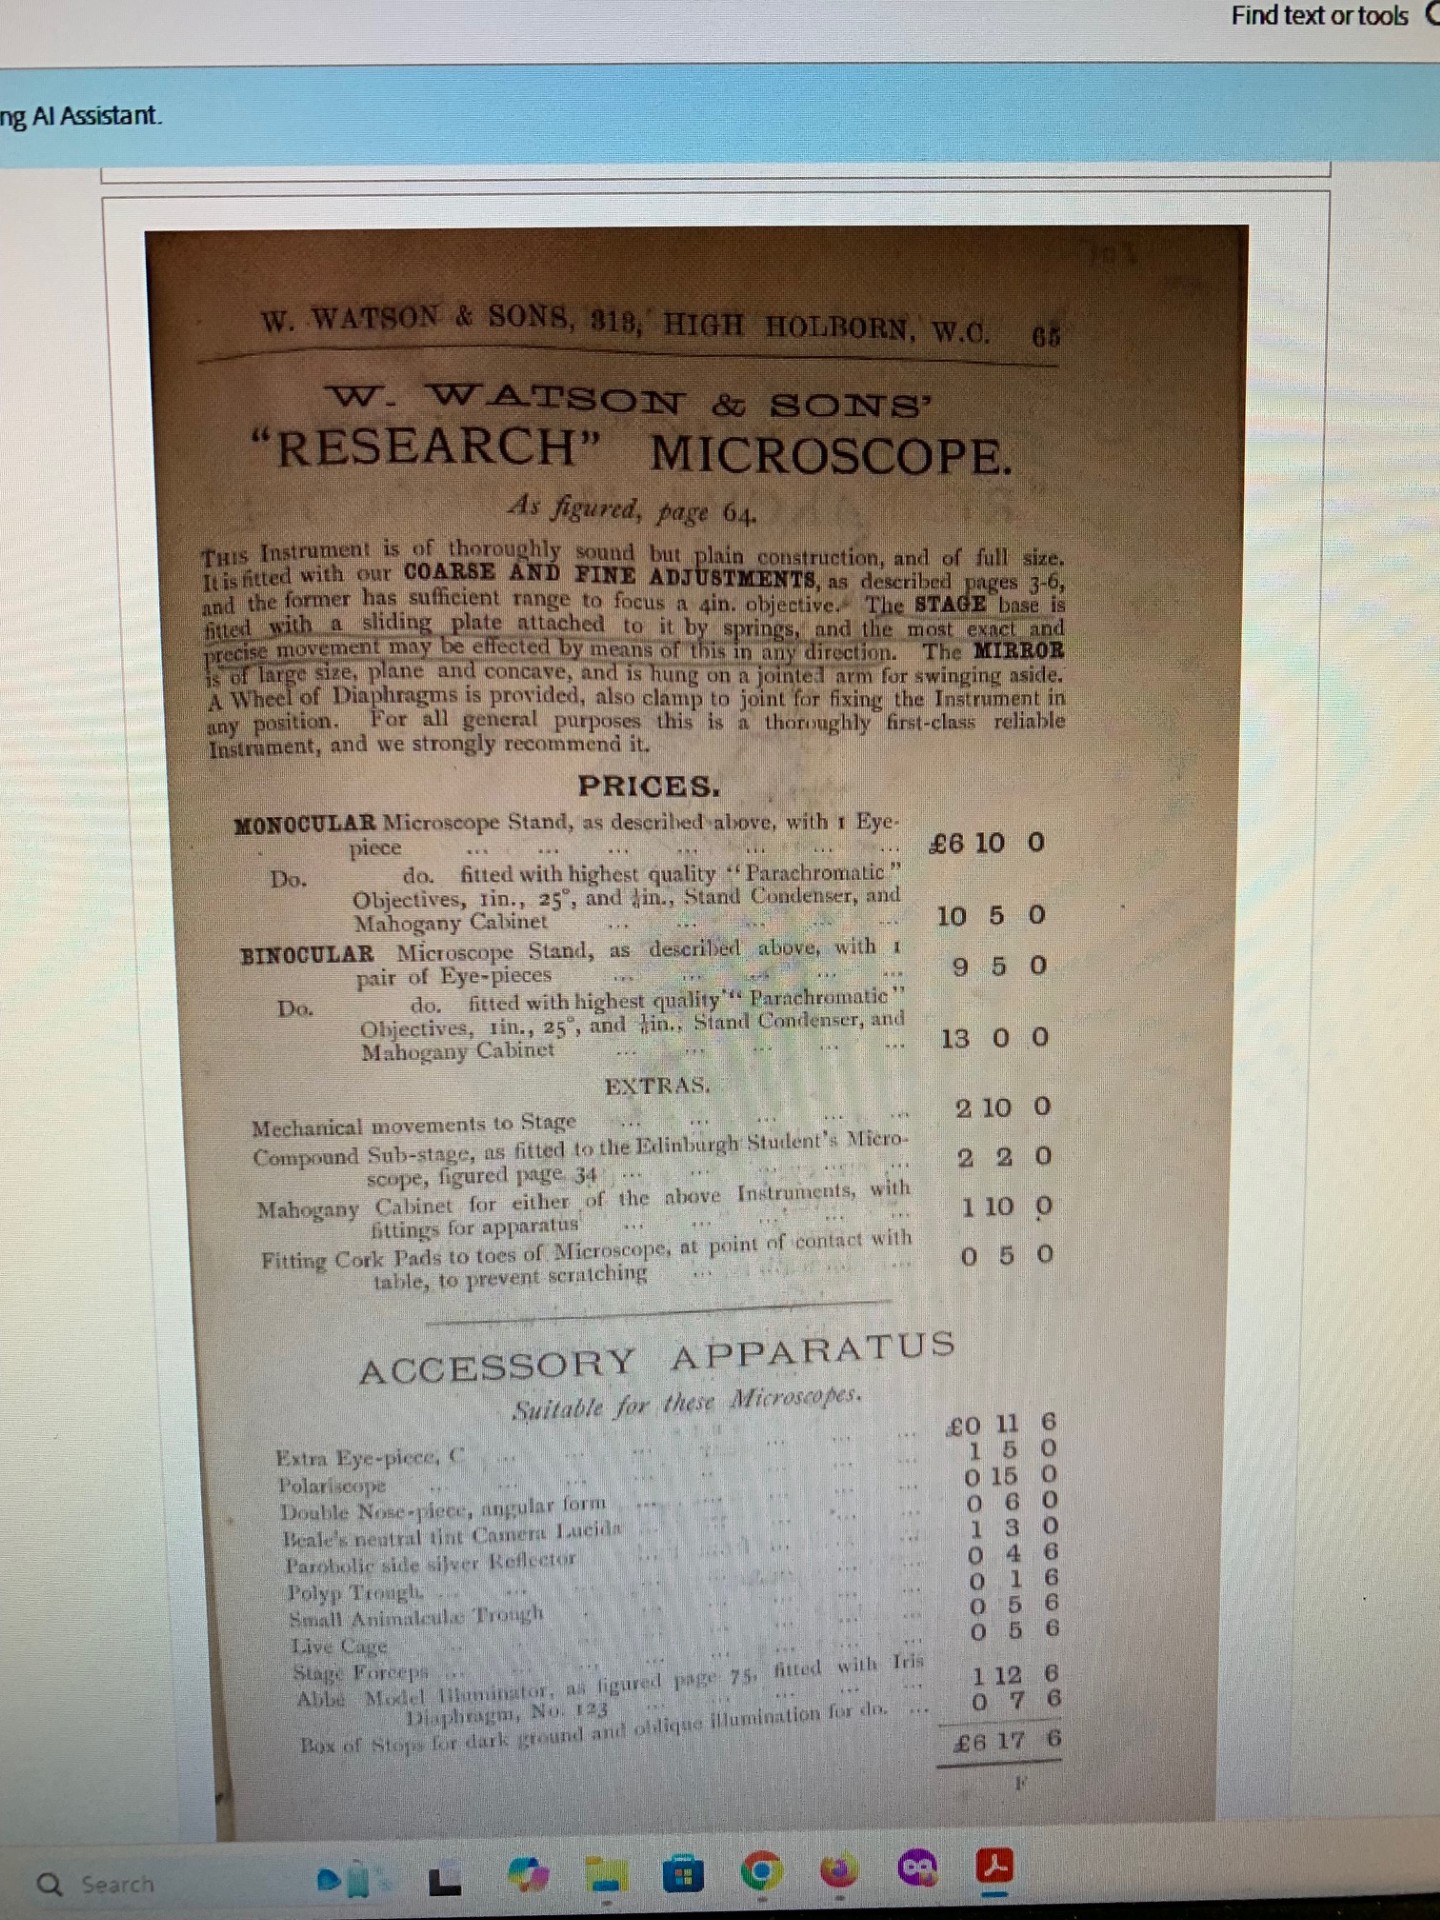 Find text or tools
ng AI Assistant.
W. WATSON & SONS, 313, HIGH HOLBORN, W.C. 65
W. WATSON & SONS'
"RESEARCH" MICROSCOPE.
As figured, page 64.
THIS Instrument is of thoroughly sound but plain construction, and of full size.
It is fitted with our COARSE AND FINE ADJUSTMENTS, as described pages 3-6,
and the former has sufficient range to focus a 4in. objective. The STAGE base is
fitted with a sliding plate attached to it by springs, and the most exact and
precise movement may be effected by means of this in any direction. The MIRROR
is of large size, plane and concave, and is hung on a jointed arm for swinging aside.
A Wheel of Diaphragms is provided, also clamp to joint for fixing the Instrument in
any position. For all general purposes this is a thoroughly first-class reliable
Instrument, and we strongly recommend it.
PRICES.
MONOCULAR Microscope Stand, as described above, with 1 Eye-
piece ... ... ... ... ... ... ... £6 10 0
Do. do. fitted with highest quality "Parachromatic"
Objectives, 1in., 25°, and in., Stand Condenser, and
Mahogany Cabinet ... ... ... ... ... 10 5 0
BINOCULAR Microscope Stand, as described above, with 1
pair of Eye-pieces ... ... ... ... ... 9 5 0
Do. do. fitted with highest quality "Parachromatic"
Objectives, 1in., 25°, and in., Stand Condenser, and
Mahogany Cabinet ... ... ... ... ... 13 0 0
EXTRAS.
Mechanical movements to Stage ... ... ... ... ... 2 10 0
Compound Sub-stage, as fitted to the Edinburgh Student's Micro-
scope, figured page 34 ... ... ... ... ... 2 2 0
Mahogany Cabinet for either of the above Instruments, with
fittings for apparatus ... ... ... ... ... 1 10 0
Fitting Cork Pads to toes of Microscope, at point of contact with
table, to prevent scratching ... ... ... ... 0 5 0
ACCESSORY APPARATUS
Suitable for these Microscopes.
Extra Eye-piece, C ... ... ... ... ... ... ... £0 11 6
Polariscope ... ... ... ... ... ... ... 1 5 0
Double Nose-piece, angular form ... ... ... ... ... 0 15 0
Beale's neutral tint Camera Lucida ... ... ... ... 0 6 0
Parobolic side silver Reflector ... ... ... ... ... 1 3 0
Polyp Trough ... ... ... ... ... ... ... 0 4 6
Small Animalculæ Trough ... ... ... ... ... 0 1 6
Live Cage ... ... ... ... ... ... ... 0 5 6
Stage Forceps ... ... ... ... ... ... ... 0 5 6
Abbé Model Illuminator, as figured page 75, fitted with Iris
Diaphragm, No. 123 ... ... ... ... ... 1 12 6
Box of Stops for dark ground and oblique illumination for do. ... 0 7 6
£6 17 6
F
Search